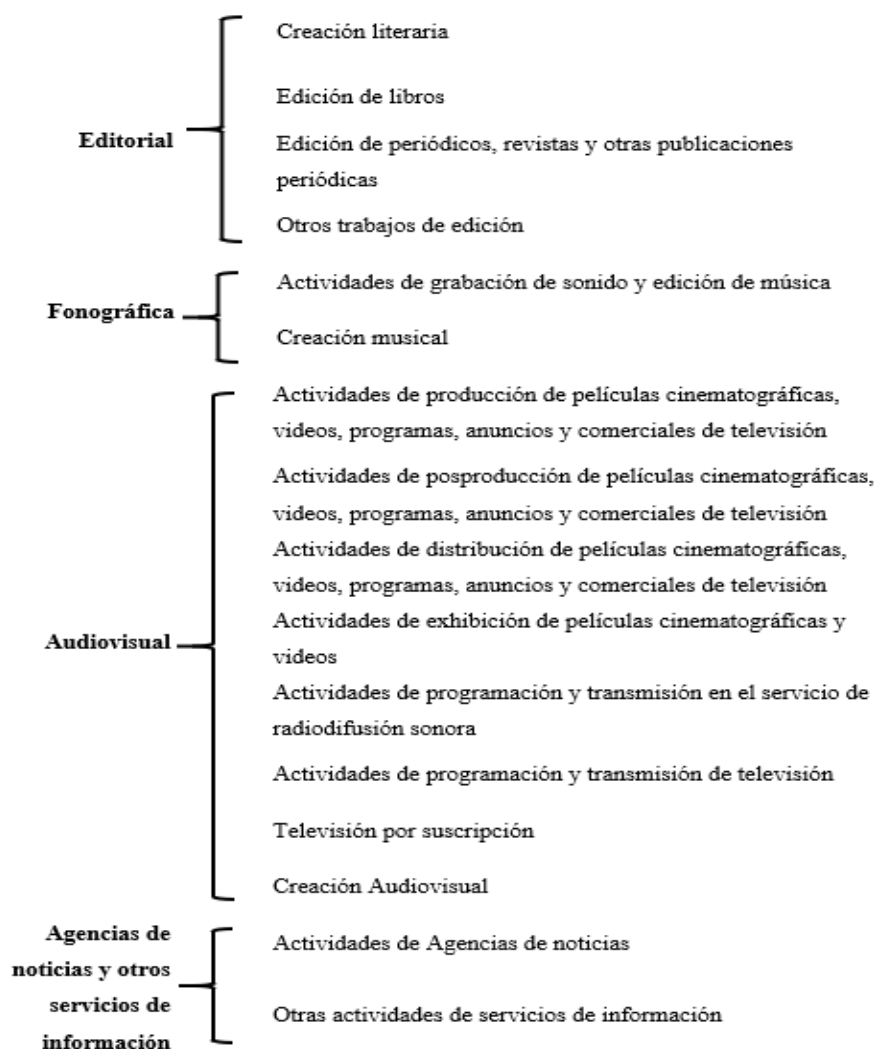 Editorial
Creación literaria
Edición de libros
Edición de periódicos, revistas y otras publicaciones
periódicas
Otros trabajos de edición
Fonográfica
Actividades de grabación de sonido y edición de música
Creación musical
Audiovisual
Actividades de producción de películas cinematográficas,
videos, programas, anuncios y comerciales de televisión
Actividades de posproducción de películas cinematográficas,
videos, programas, anuncios y comerciales de televisión
Actividades de distribución de películas cinematográficas,
videos, programas, anuncios y comerciales de televisión
Actividades de exhibición de películas cinematográficas y
videos
Actividades de programación y transmisión en el servicio de
radiodifusión sonora
Actividades de programación y transmisión de televisión
Televisión por suscripción
Creación Audiovisual
Agencias de
noticias y otros
servicios de
información
Actividades de Agencias de noticias
Otras actividades de servicios de información